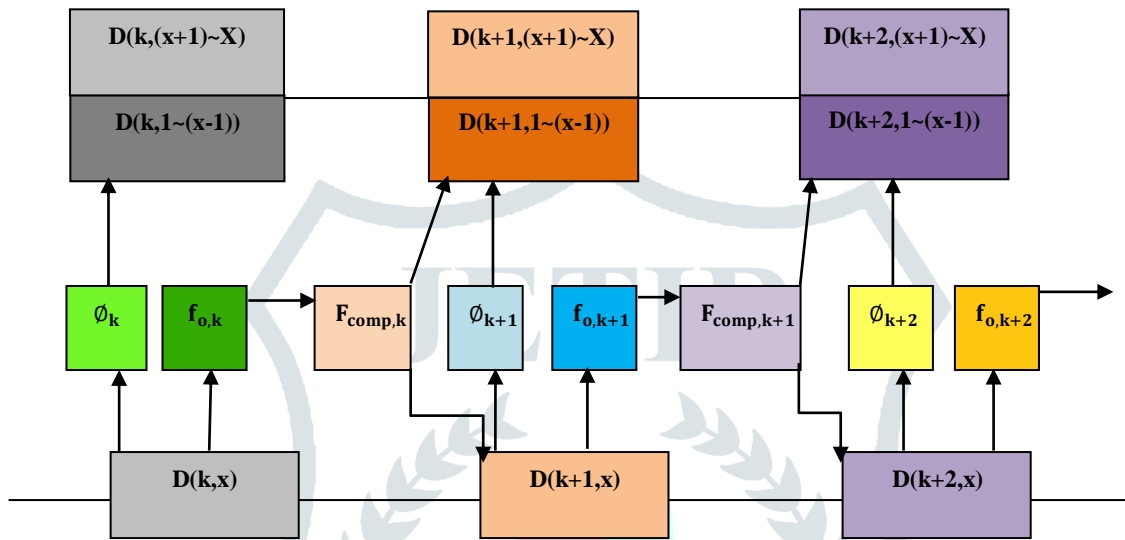 D(k,(x+1)~X)
D(k+1,(x+1)~X)
D(k+2,(x+1)~X)
D(k,1~(x-1))
D(k+1,1~(x-1))
D(k+2,1~(x-1))
JETIR
∅k
fo,k
Fcomp,k
∅k+1
fo,k+1
Fcomp,k+1
∅k+2
fo,k+2
D(k,x)
D(k+1,x)
D(k+2,x)